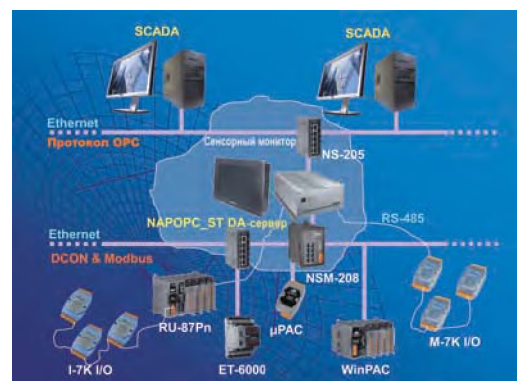 SCADA
SCADA
Ethernet
Протокол OPC
Сенсорный монитор
NS-205
NAPOPC_ST DA-сервер
RS-485
Ethernet
DCON & Modbus
NSM-208
RU-87Pn
μPAC
I-7K I/O
ET-6000
WinPAC
M-7K I/O